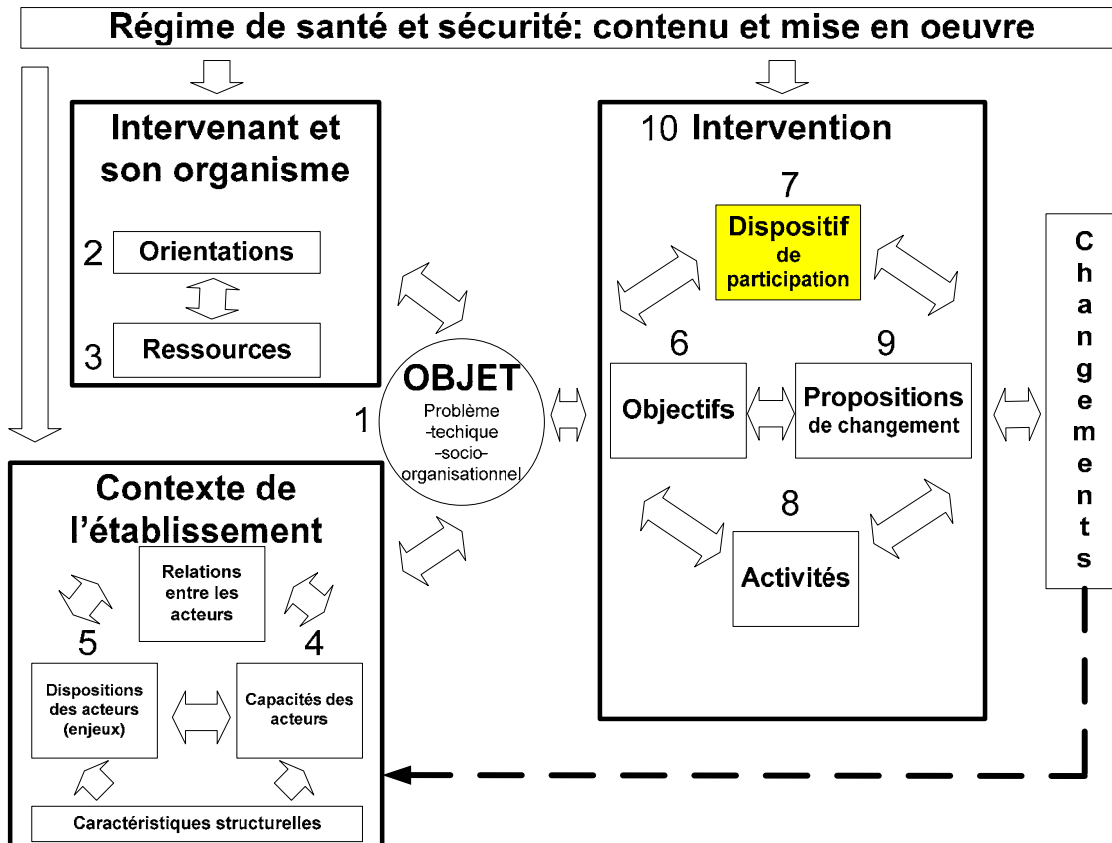 Régime de santé et sécurité: contenu et mise en oeuvre
Intervenant et
son organisme
2 Orientations
3 Ressources
1
OBJET
Problème
-techique
-socio-
organisationnel
Contexte de
l'établissement
Relations
entre les
acteurs
5
4
Dispositions
des acteurs
(enjeux)
Capacités des
acteurs
Caractéristiques structurelles
10 Intervention
7
Dispositif
de
participation
6
9
Objectifs
Propositions
de changement
8
Activités
Changements